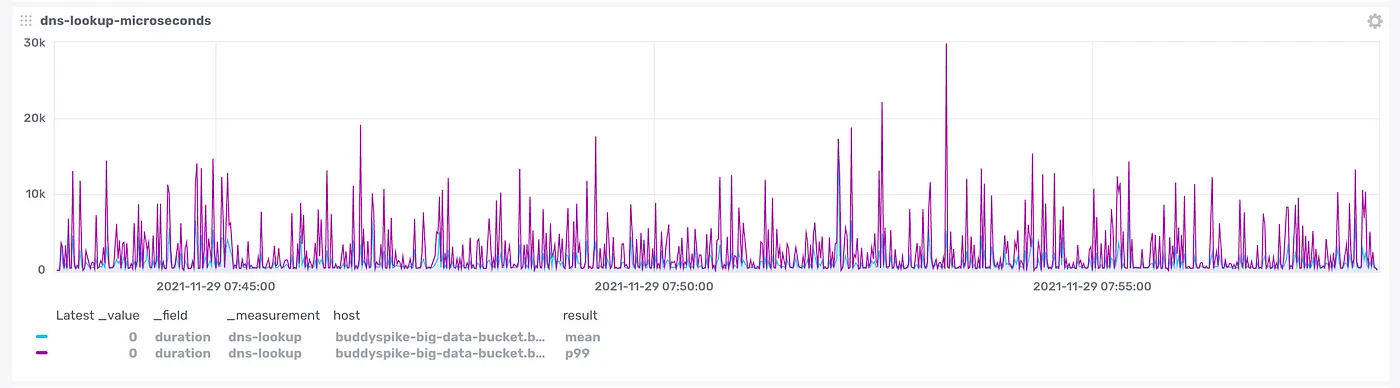 dns-lookup-microseconds
30k
20k
10k
0
2021-11-29 07:45:00 2021-11-29 07:50:00 2021-11-29 07:55:00
Latest _value _field _measurement host result
0 duration dns-lookup buddyspike-big-data-bucket.b... mean
0 duration dns-lookup buddyspike-big-data-bucket.b... p99